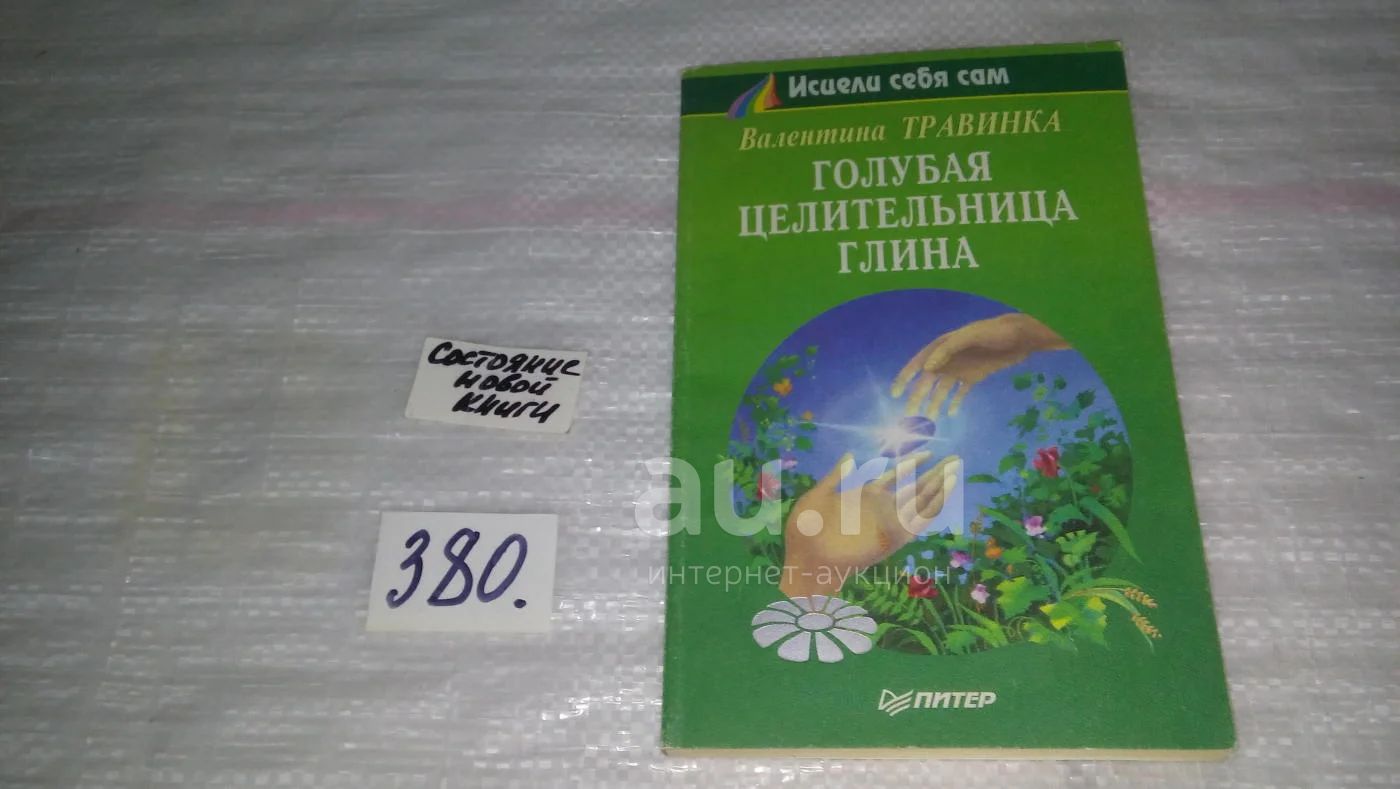 Исцели себя сам
Валентина ТРАВИНКА
ГОЛУБАЯ
ЦЕЛИТЕЛЬНИЦА
ГЛИНА
Состояние
новой
книги
380.
au.ru
интернет-аукцион
ПИТЕР